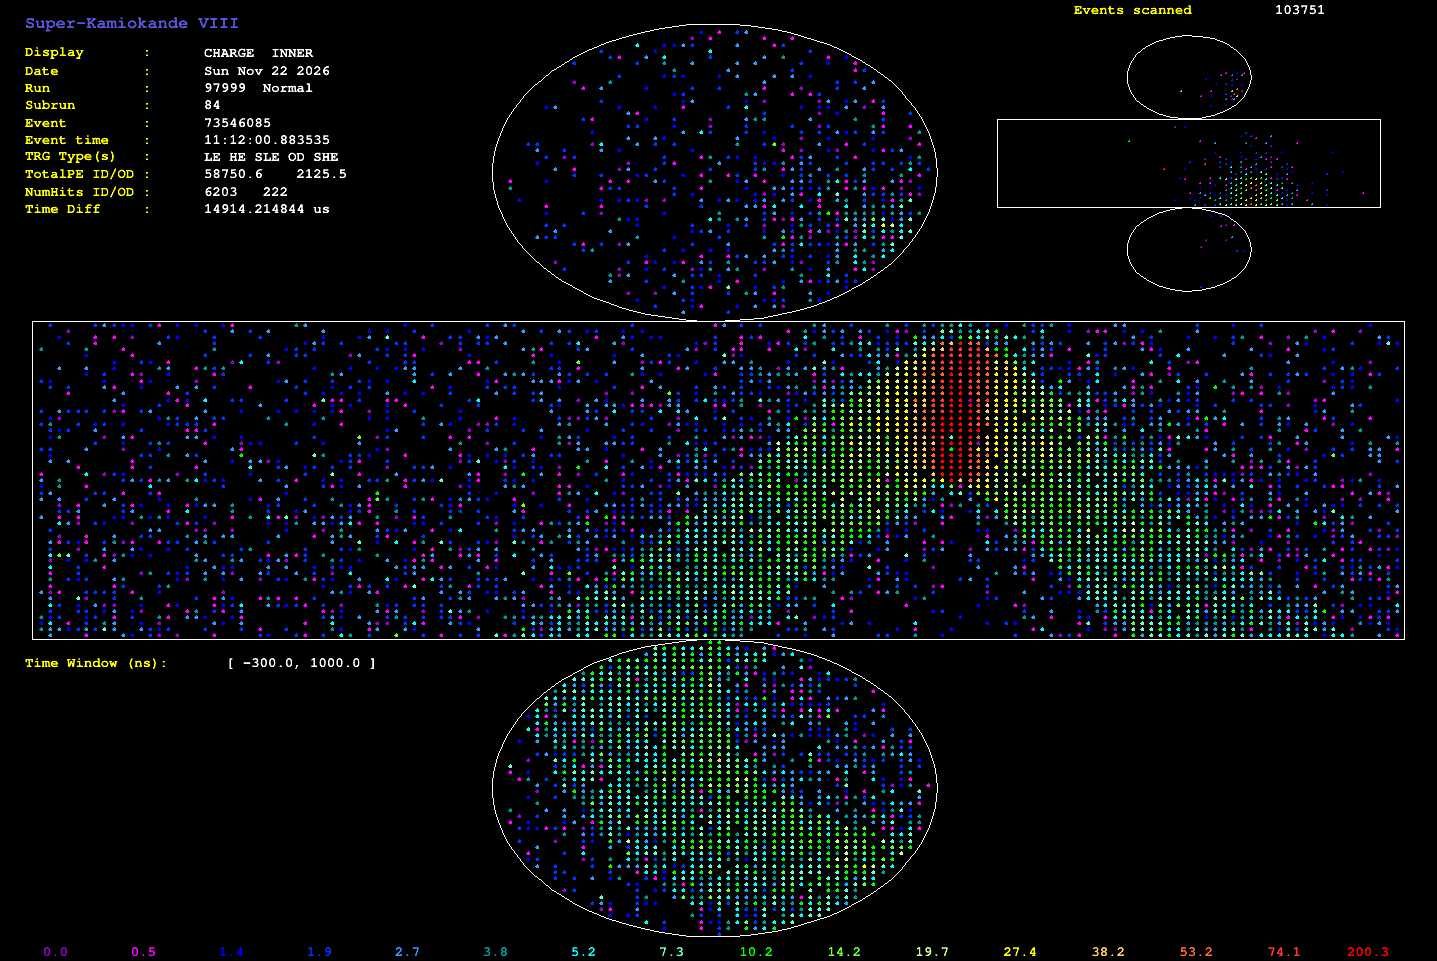 Super-Kamiokande VIII
Events scanned 103751
Display : CHARGE INNER
Date : Sun Nov 22 2026
Run : 97999 Normal
Subrun : 84
Event : 73546085
Event time : 11:12:00.883535
TRG Type(s) : LE HE SLE OD SHE
TotalPE ID/OD : 58750.6 2125.5
NumHits ID/OD : 6203 222
Time Diff : 14914.214844 us
Time Window (ns): [ -300.0, 1000.0 ]
0.0 0.5 1.4 1.9 2.7 3.8 5.2 7.3 10.2 14.2 19.7 27.4 38.2 53.2 74.1 200.3